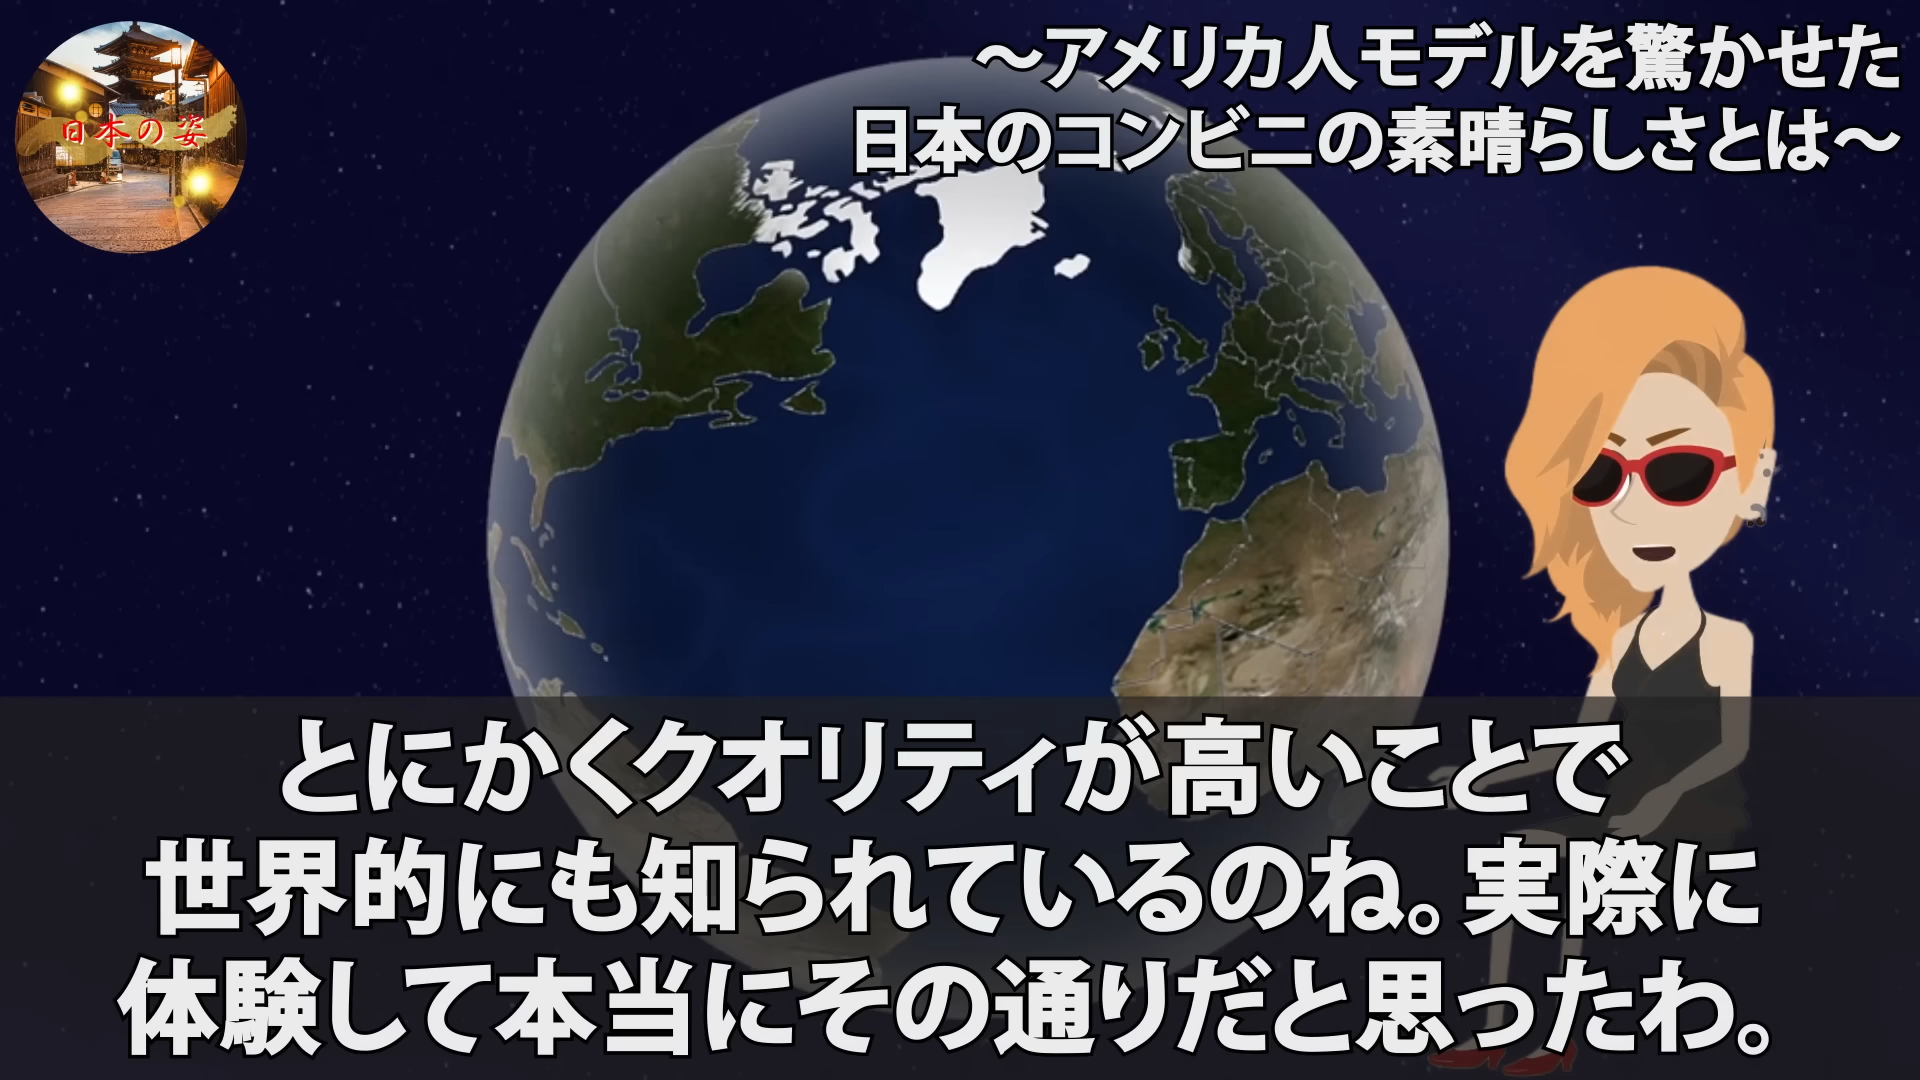 日本の姿
～アメリカ人モデルを驚かせた
日本のコンビニの素晴らしさとは～
とにかくクオリティが高いことで
世界的にも知られているのね。実際に
体験して本当にその通りだと思ったわ。